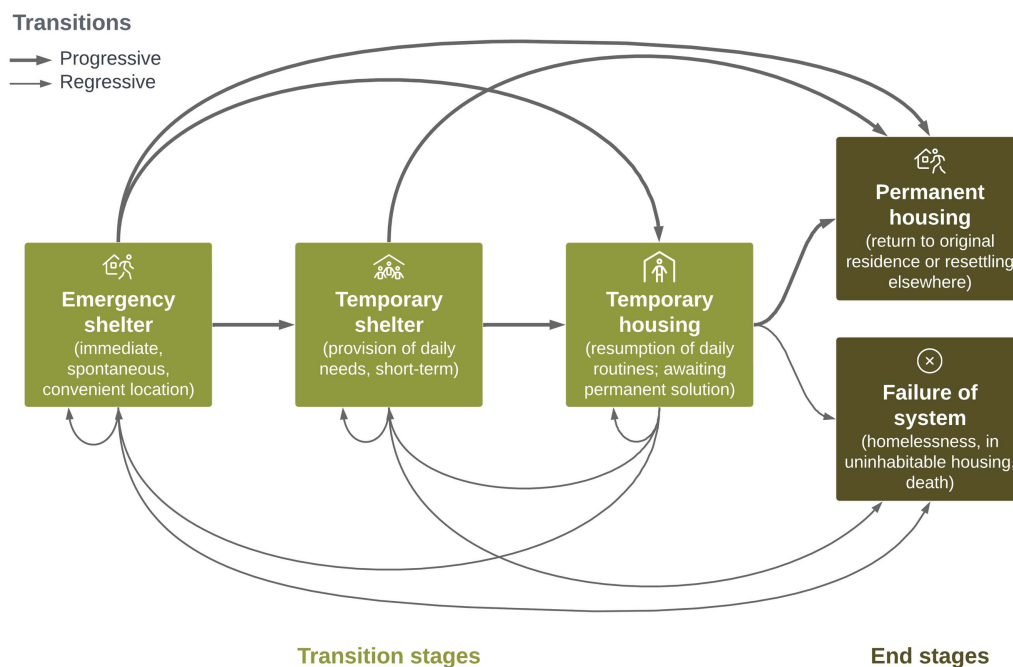 Transitions
Progressive
Regressive
Emergency
shelter
(immediate,
spontaneous,
convenient location)
Temporary
shelter
(provision of daily
needs, short-term)
Temporary
housing
(resumption of daily
routines; awaiting
permanent solution)
Permanent
housing
(return to original
residence or resettling
elsewhere)
Failure of
system
(homelessness, in
uninhabitable housing,
death)
Transition stages
End stages